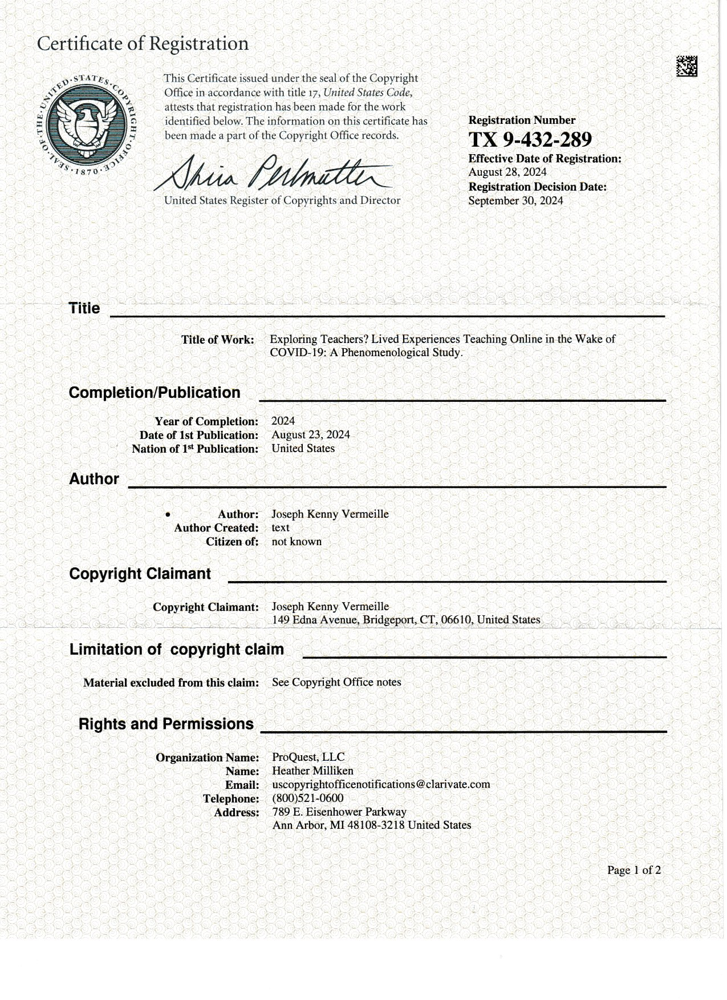 Certificate of Registration
SEAL·OF·THE·UNITED·STATES·COPYRIGHT·OFFICE·1870·
This Certificate issued under the seal of the Copyright
Office in accordance with title 17, United States Code,
attests that registration has been made for the work
identified below. The information on this certificate has
been made a part of the Copyright Office records.
Shira Perlmutter
United States Register of Copyrights and Director
Registration Number
TX 9-432-289
Effective Date of Registration:
August 28, 2024
Registration Decision Date:
September 30, 2024
Title
Title of Work: Exploring Teachers? Lived Experiences Teaching Online in the Wake of
COVID-19: A Phenomenological Study.
Completion/Publication
Year of Completion: 2024
Date of 1st Publication: August 23, 2024
Nation of 1st Publication: United States
Author
• Author: Joseph Kenny Vermeille
Author Created: text
Citizen of: not known
Copyright Claimant
Copyright Claimant: Joseph Kenny Vermeille
149 Edna Avenue, Bridgeport, CT, 06610, United States
Limitation of copyright claim
Material excluded from this claim: See Copyright Office notes
Rights and Permissions
Organization Name: ProQuest, LLC
Name: Heather Milliken
Email: uscopyrightofficenotifications@clarivate.com
Telephone: (800)521-0600
Address: 789 E. Eisenhower Parkway
Ann Arbor, MI 48108-3218 United States
Page 1 of 2